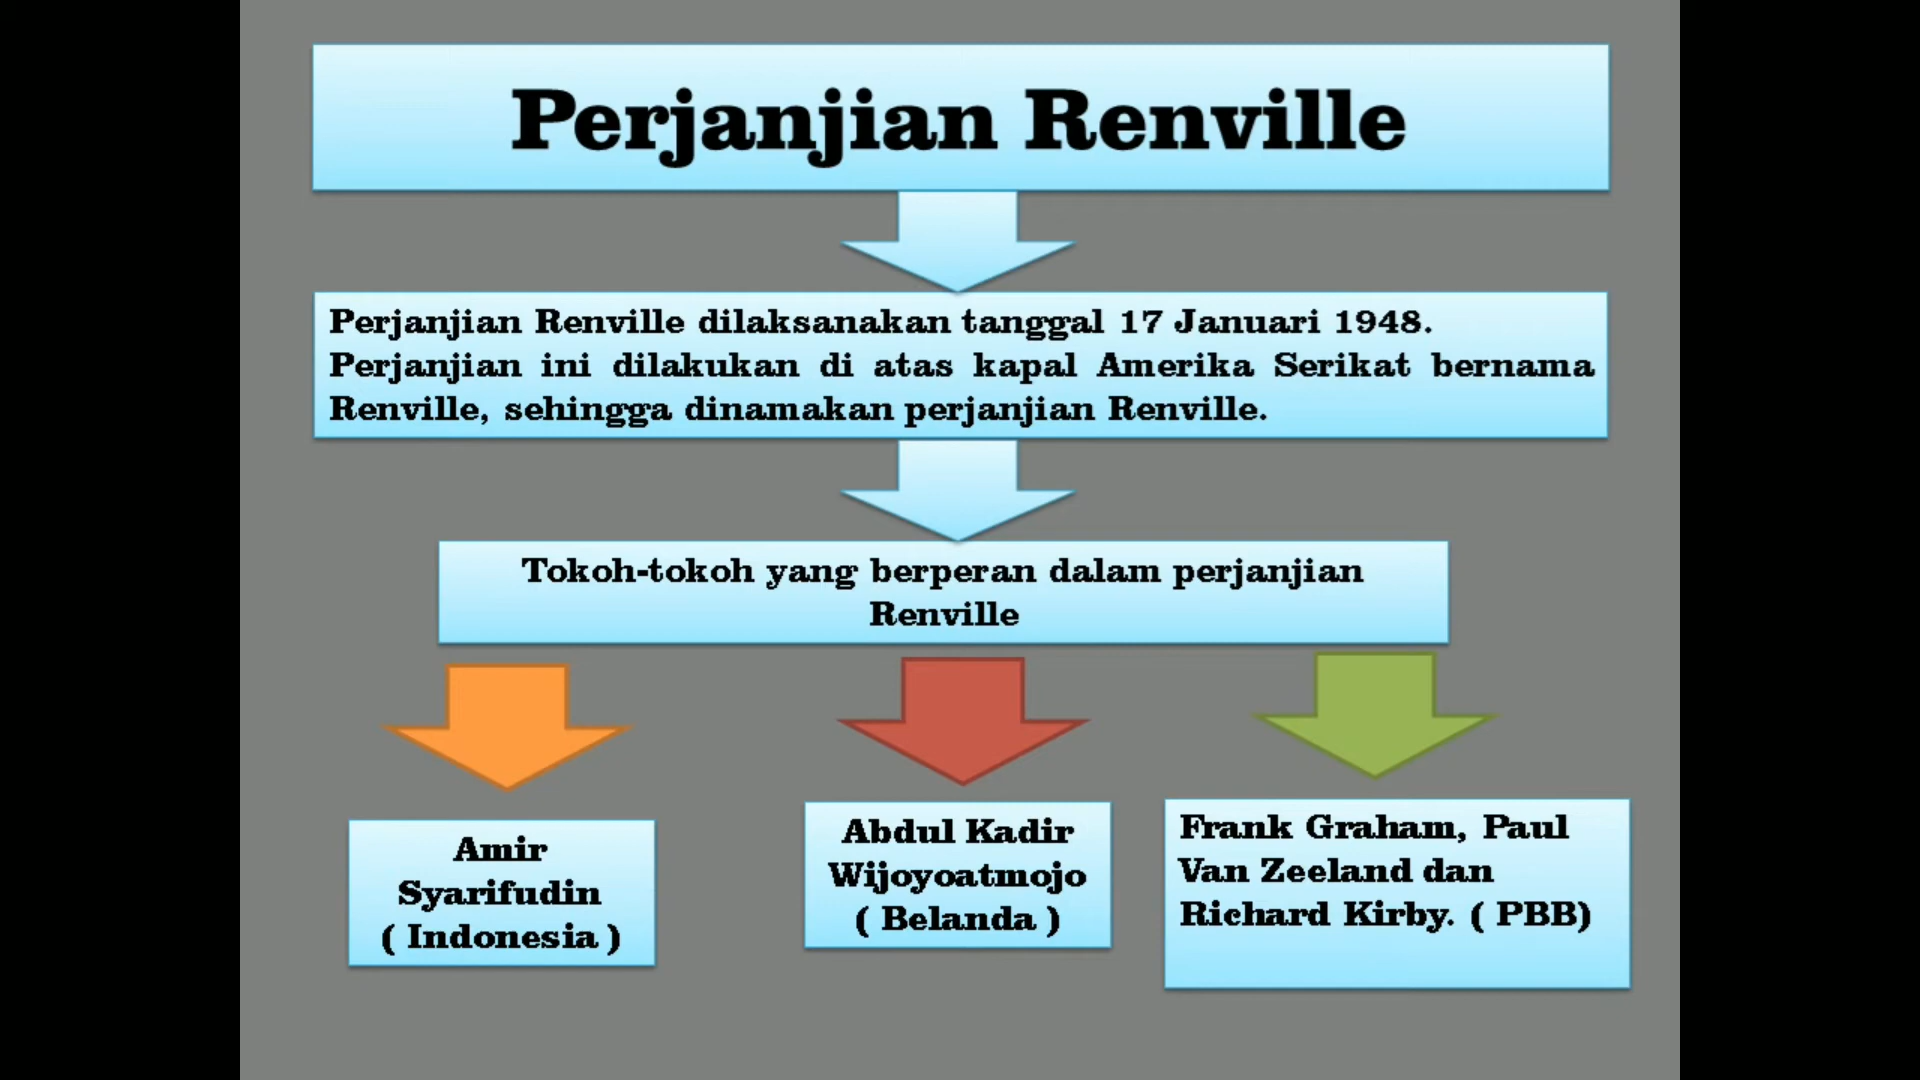 Perjanjian Renville
Perjanjian Renville dilaksanakan tanggal 17 Januari 1948.
Perjanjian ini dilakukan di atas kapal Amerika Serikat bernama
Renville, sehingga dinamakan perjanjian Renville.
Tokoh-tokoh yang berperan dalam perjanjian
Renville
Amir
Syarifudin
( Indonesia )
Abdul Kadir
Wijoyoatmojo
( Belanda )
Frank Graham, Paul
Van Zeeland dan
Richard Kirby. ( PBB)